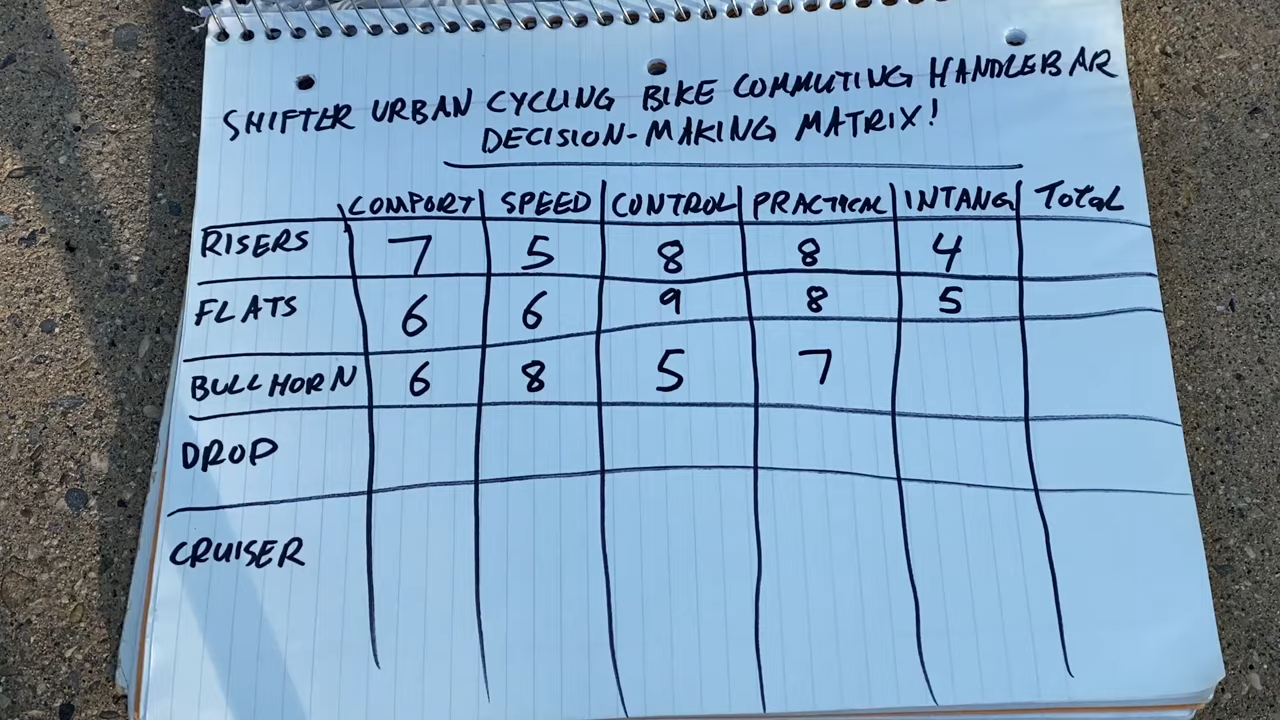 SHIFTER URBAN CYCLING BIKE COMMUTING HANDLEBAR
DECISION-MAKING MATRIX!
COMFORT SPEED CONTROL PRACTICAL INTANG Total
RISERS 7 5 8 8 4
FLATS 6 6 9 8 5
BULLHORN 6 8 5 7
DROP
CRUISER